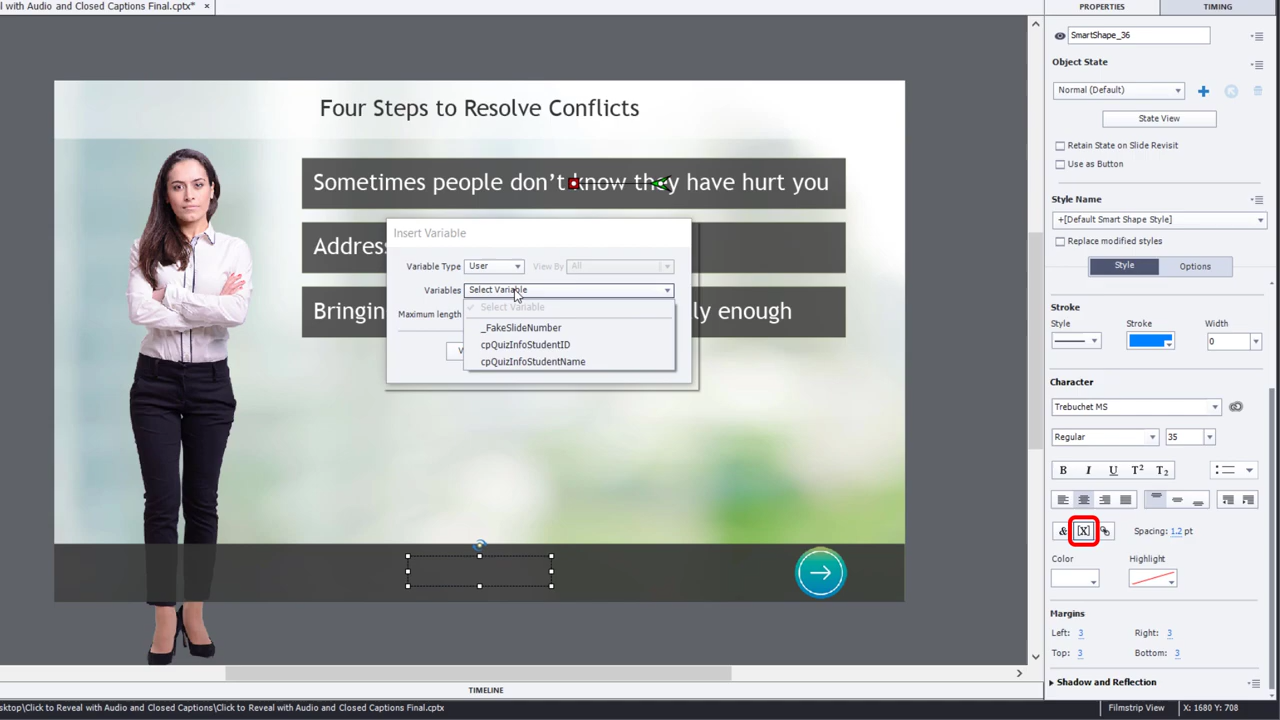 l with Audio and Closed Captions Final.cptx* ×
PROPERTIES
TIMING
SmartShape_36
Object State
Normal (Default)
State View
Retain State on Slide Revisit
Use as Button
Style Name
+[Default Smart Shape Style]
Replace modified styles
Style
Options
Stroke
Style
Stroke
Width
0
Character
Trebuchet MS
Regular
35
B I U T² T₂
& [X]
Spacing: 1.2 pt
Color
Highlight
Margins
Left: 3
Right: 3
Top: 3
Bottom: 3
Shadow and Reflection
Four Steps to Resolve Conflicts
Sometimes people don't know they have hurt you
Address
Bringin
ly enough
Insert Variable
Variable Type
User
View By
All
Variables
Select Variable
Select Variable
Maximum length
_FakeSlideNumber
cpQuizInfoStudentID
cpQuizInfoStudentName
V
TIMELINE
sktop\Click to Reveal with Audio and Closed Captions\Click to Reveal with Audio and Closed Captions.cptx
Filmstrip View
X: 1680 Y: 708